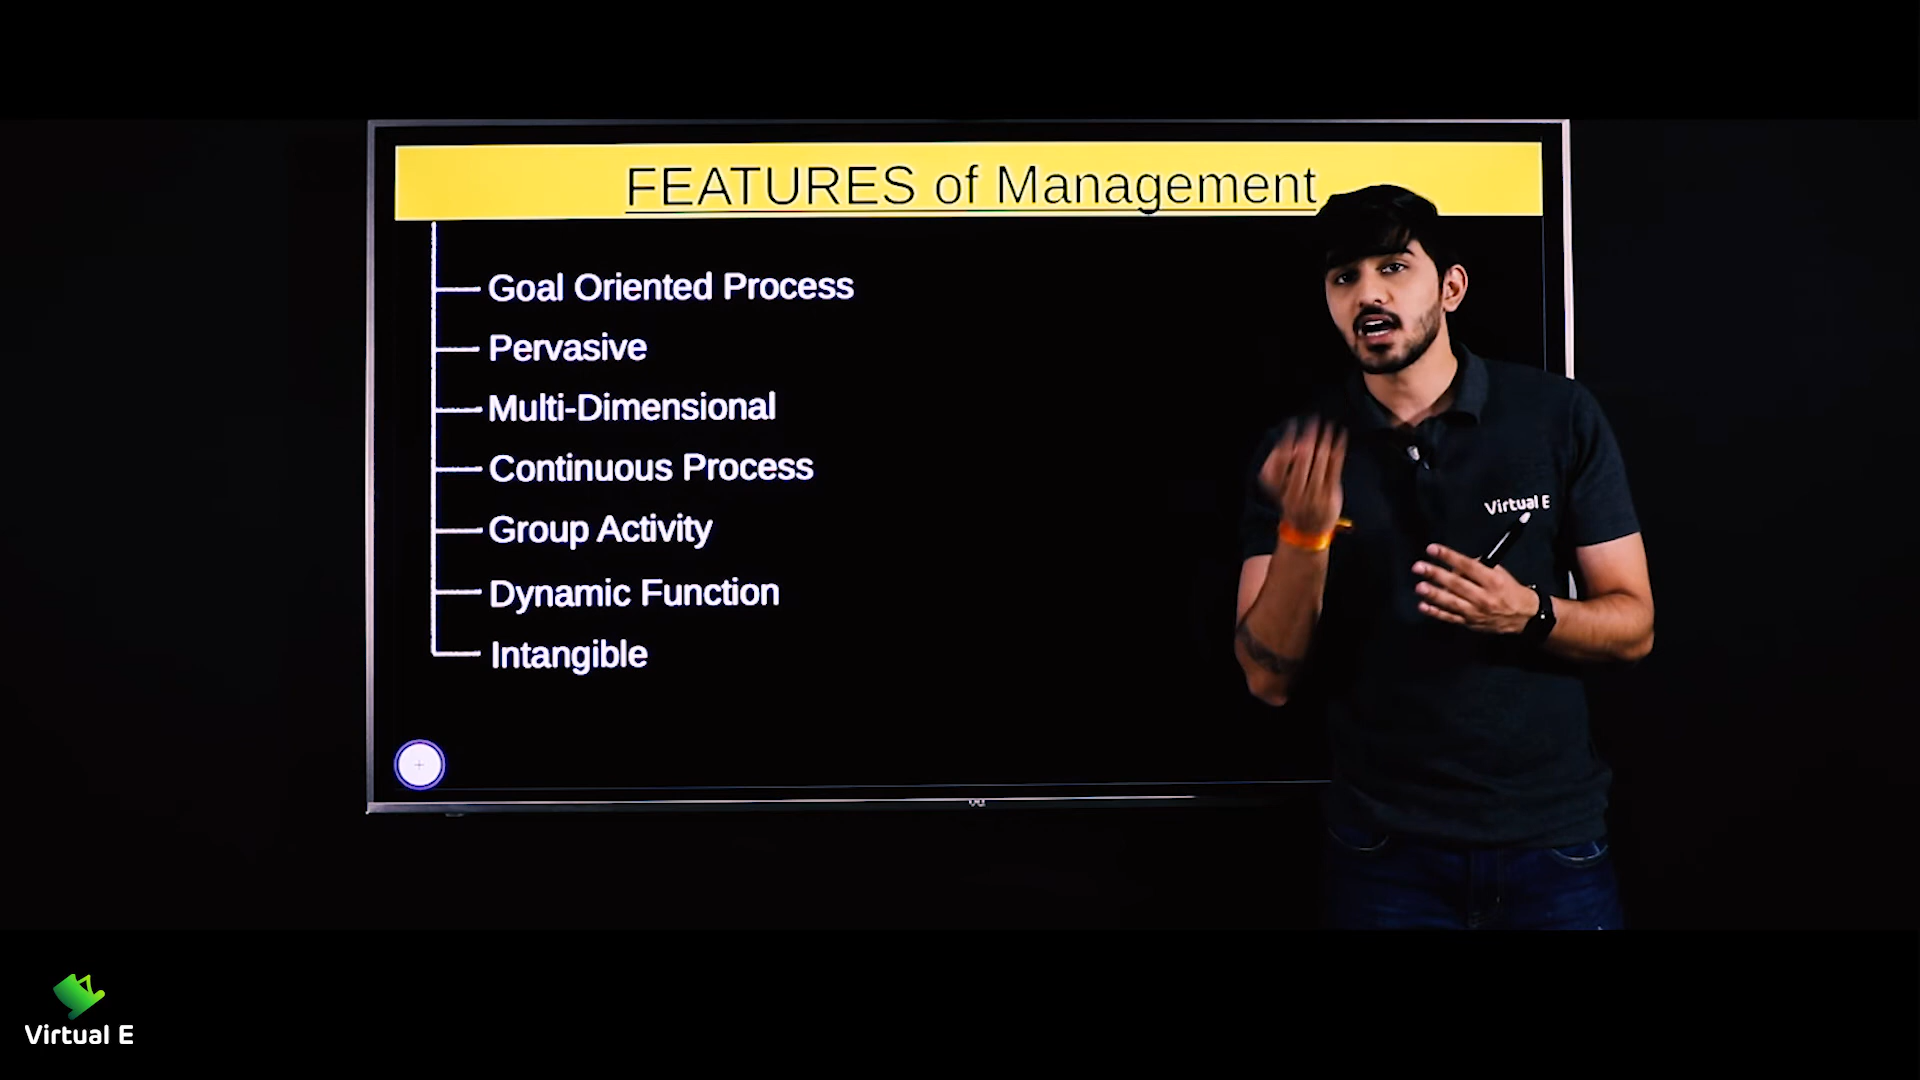 FEATURES of Management
Goal Oriented Process
Pervasive
Multi-Dimensional
Continuous Process
Group Activity
Dynamic Function
Intangible
Virtual E
Virtual E